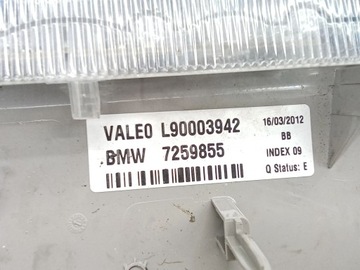 VALEO L90003942
16/03/2012
BB
BMW 7259855
INDEX 09
Q Status: E